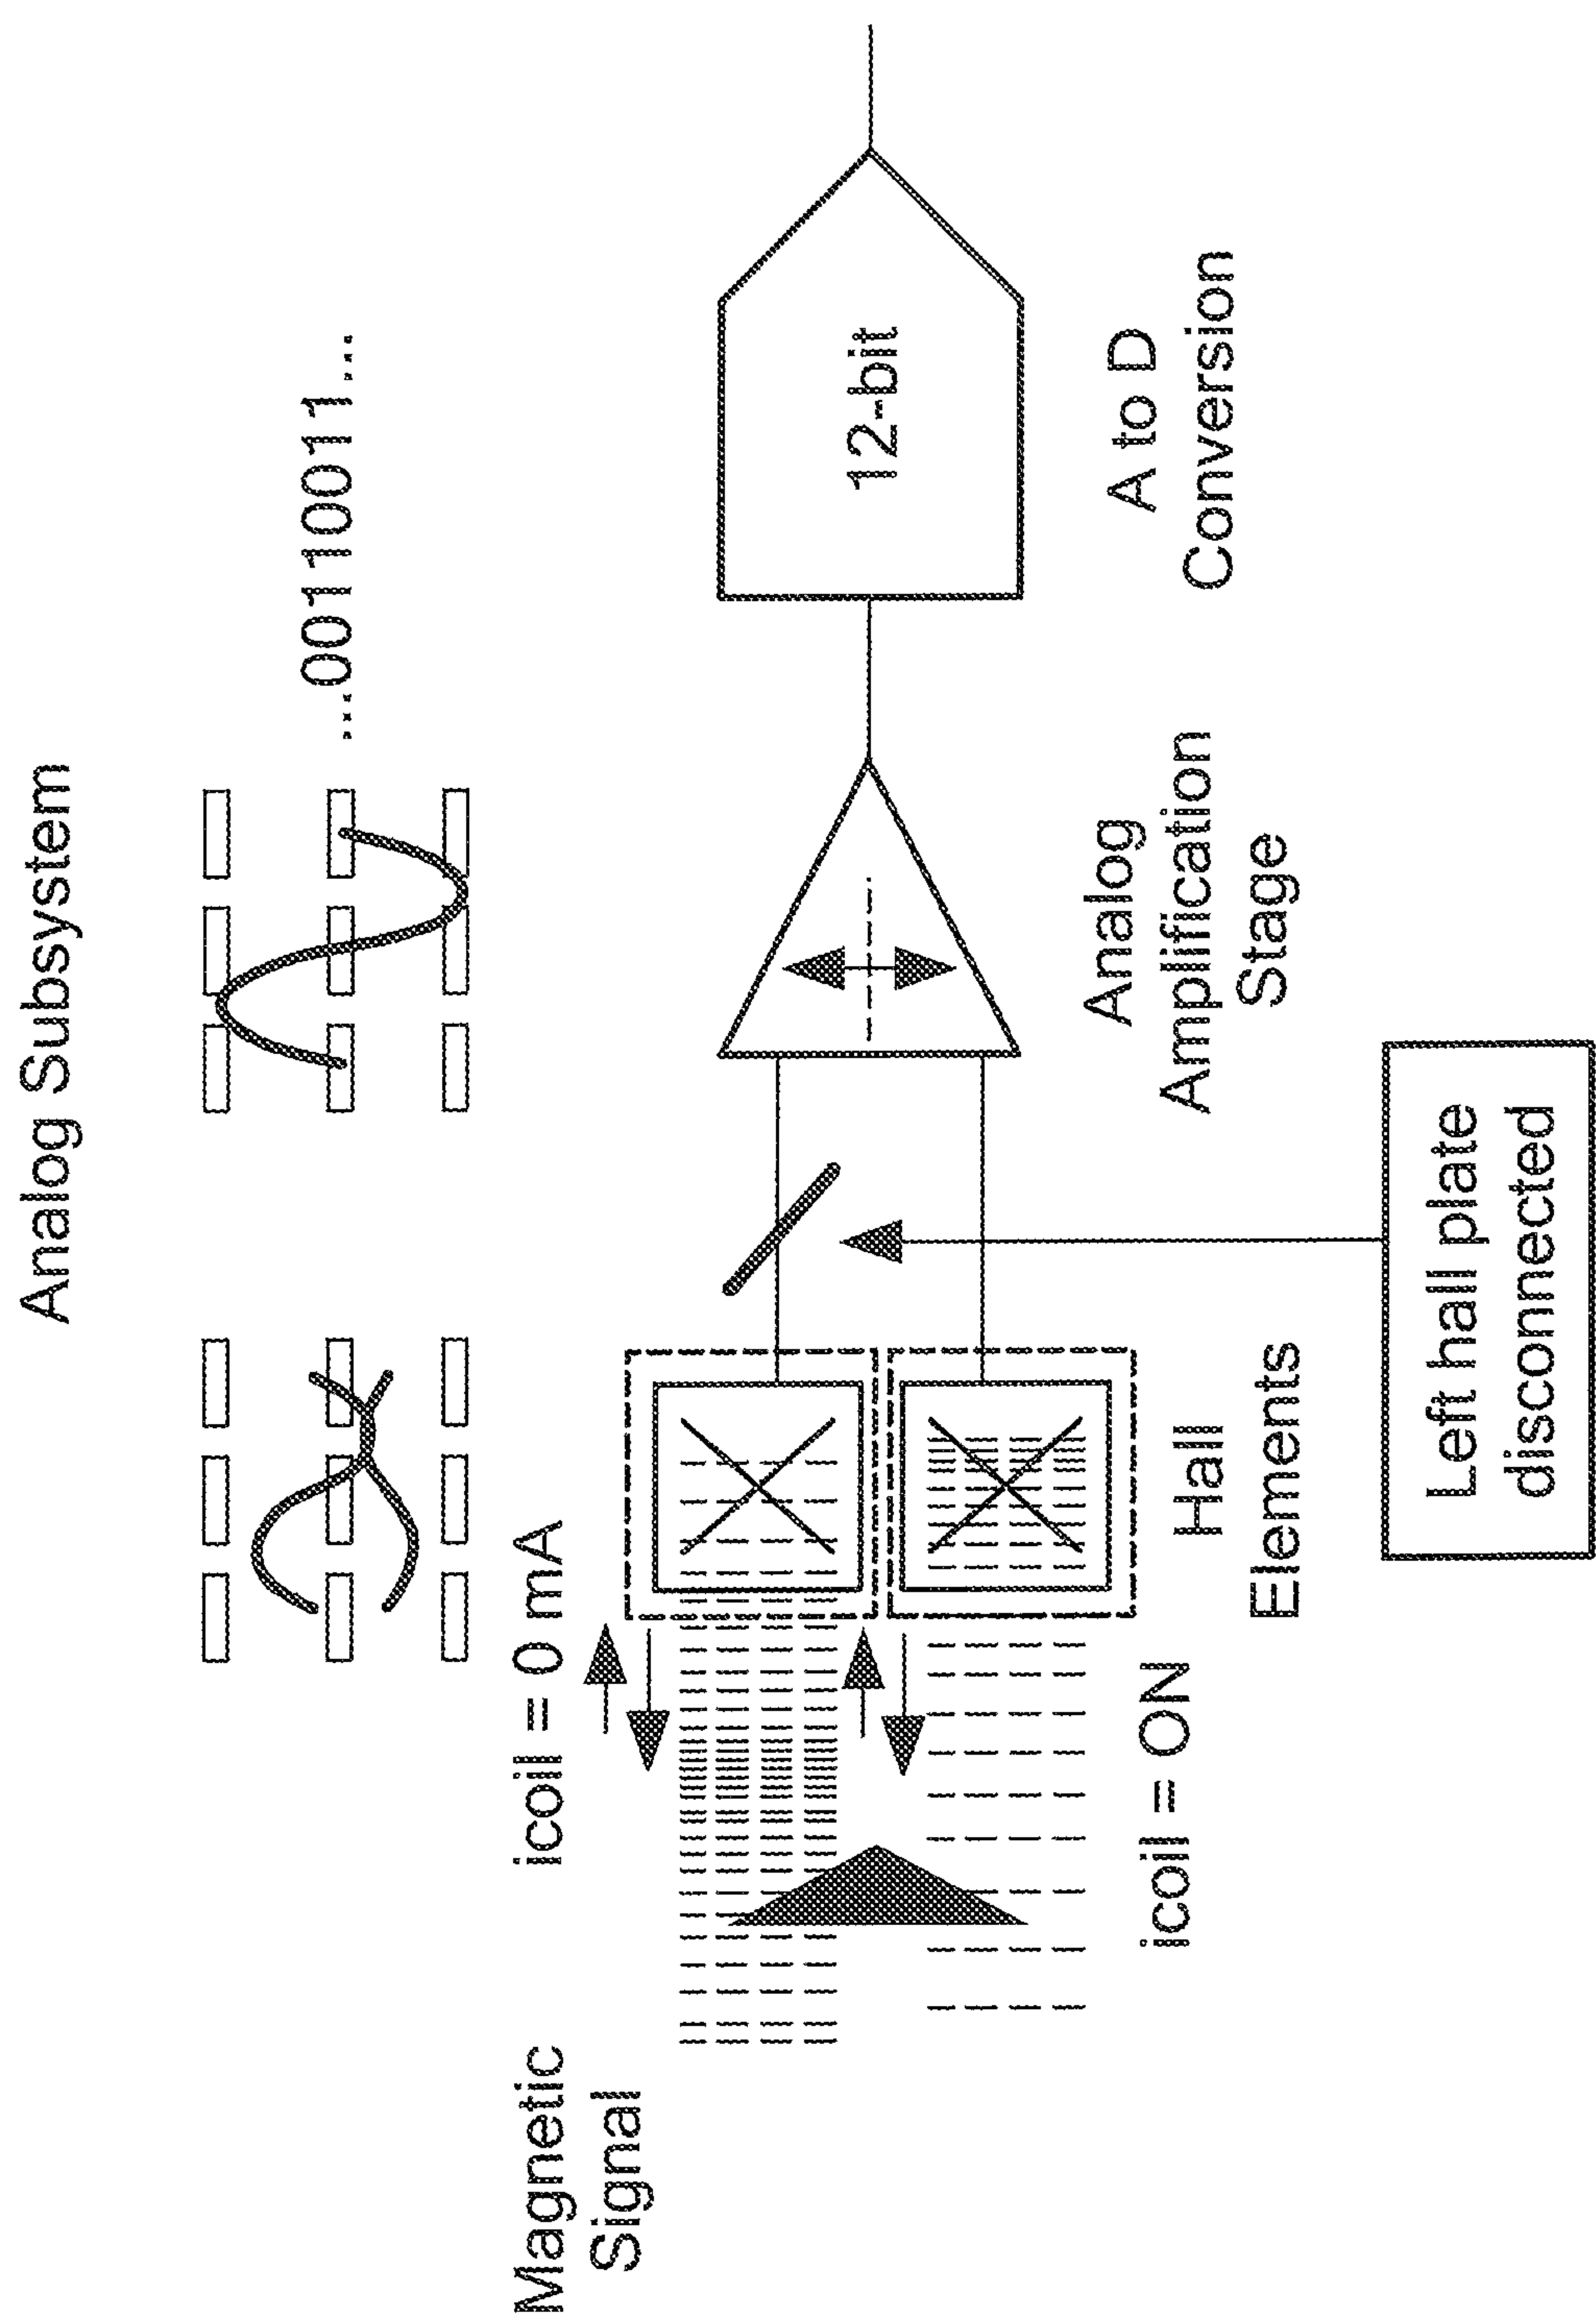 Analog Subsystem
...00110011...
Magnetic
Signal
icoil = 0 mA
icoil = ON
Hall
Elements
Analog
Amplification
Stage
12-bit
A to D
Conversion
Left hall plate
disconnected